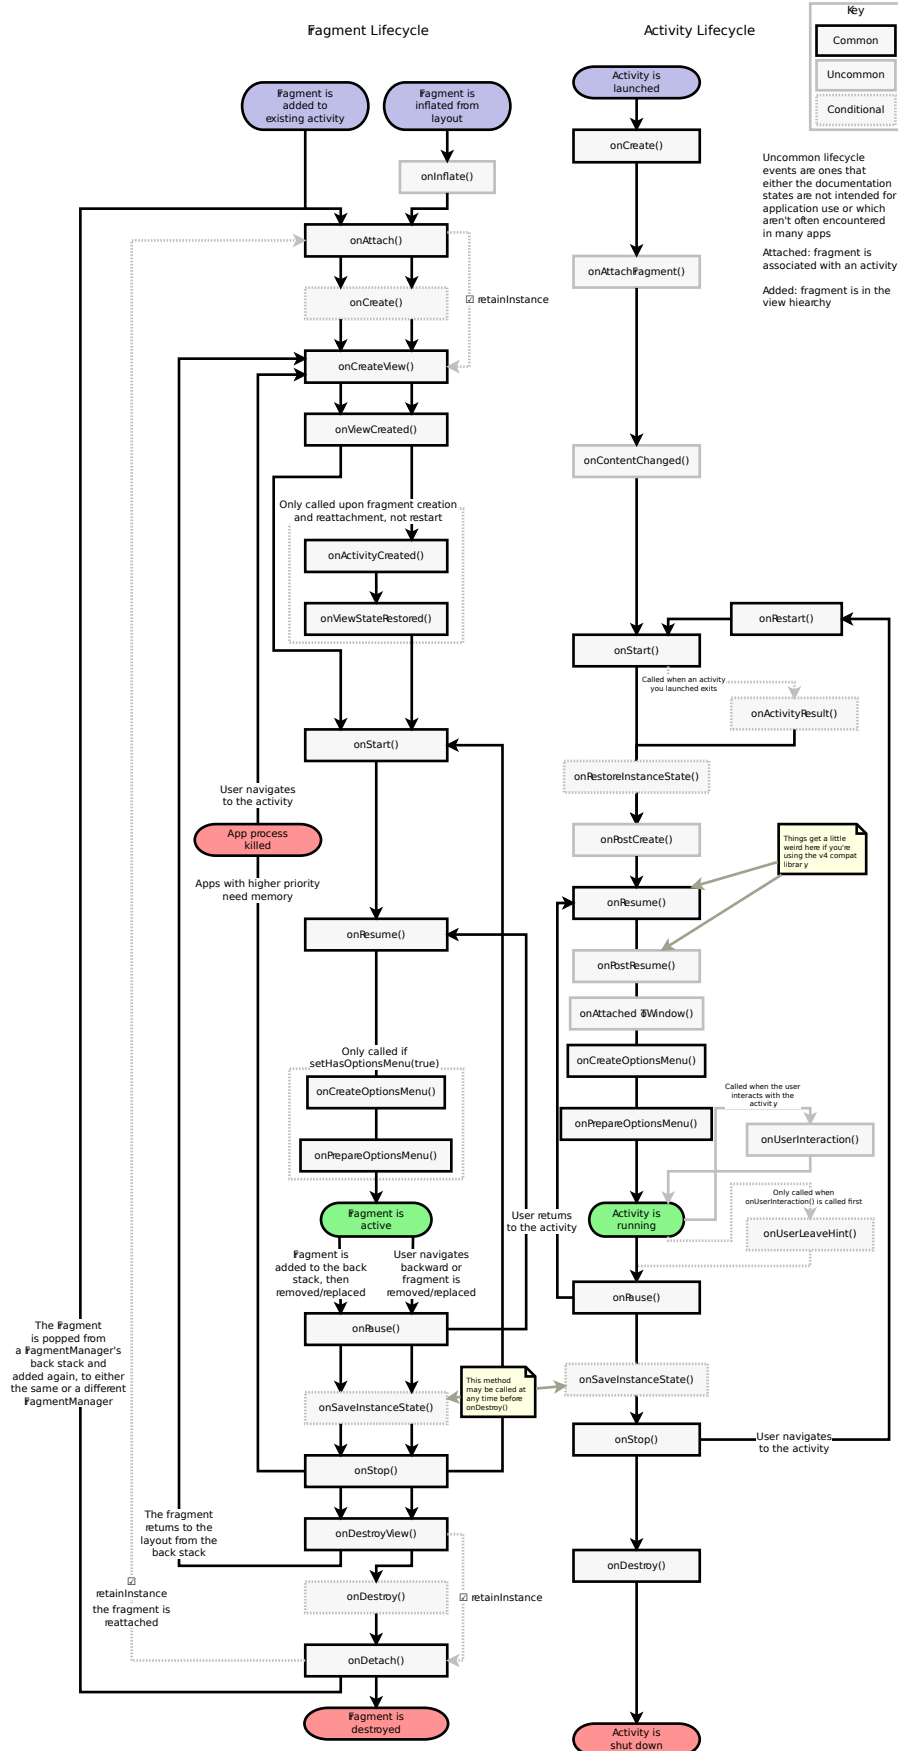 Fragment Lifecycle
Activity Lifecycle
Key
Common
Uncommon
Conditional
Uncommon lifecycle
events are ones that
either the documentation
states are not intended for
application use or which
aren't often encountered
in many apps
Attached: fragment is
associated with an activity
Added: fragment is in the
view hiearchy
Fragment is
added to
existing activity
Fragment is
inflated from
layout
onInflate()
onAttach()
onCreate()
☑ retainInstance
onCreateView()
onViewCreated()
Only called upon fragment creation
and reattachment, not restart
onActivityCreated()
onViewStateRestored()
onStart()
User navigates
to the activity
App process
killed
Apps with higher priority
need memory
onResume()
Only called if
setHasOptionsMenu(true)
onCreateOptionsMenu()
onPrepareOptionsMenu()
Fragment is
active
Fragment is
added to the back
stack, then
removed/replaced
User navigates
backward or
fragment is
removed/replaced
User returns
to the activity
onPause()
The Fragment
is popped from
a FragmentManager's
back stack and
added again, to either
the same or a different
FragmentManager
This method
may be called at
any time before
onDestroy()
onSaveInstanceState()
onStop()
onDestroyView()
The fragment
returns to the
layout from the
back stack
☑
retainInstance
the fragment is
reattached
onDestroy()
☑ retainInstance
onDetach()
Fragment is
destroyed
Activity is
launched
onCreate()
onAttachFragment()
onContentChanged()
onRestart()
onStart()
Called when an activity
you launched exits
onActivityResult()
onRestoreInstanceState()
onPostCreate()
Things get a little
weird here if you're
using the v4 compat
library
onResume()
onPostResume()
onAttachedToWindow()
onCreateOptionsMenu()
Called when the user
interacts with the
activity
onPrepareOptionsMenu()
onUserInteraction()
Only called when
onUserInteraction() is called first
Activity is
running
onUserLeaveHint()
onPause()
onSaveInstanceState()
onStop()
User navigates
to the activity
onDestroy()
Activity is
shut down